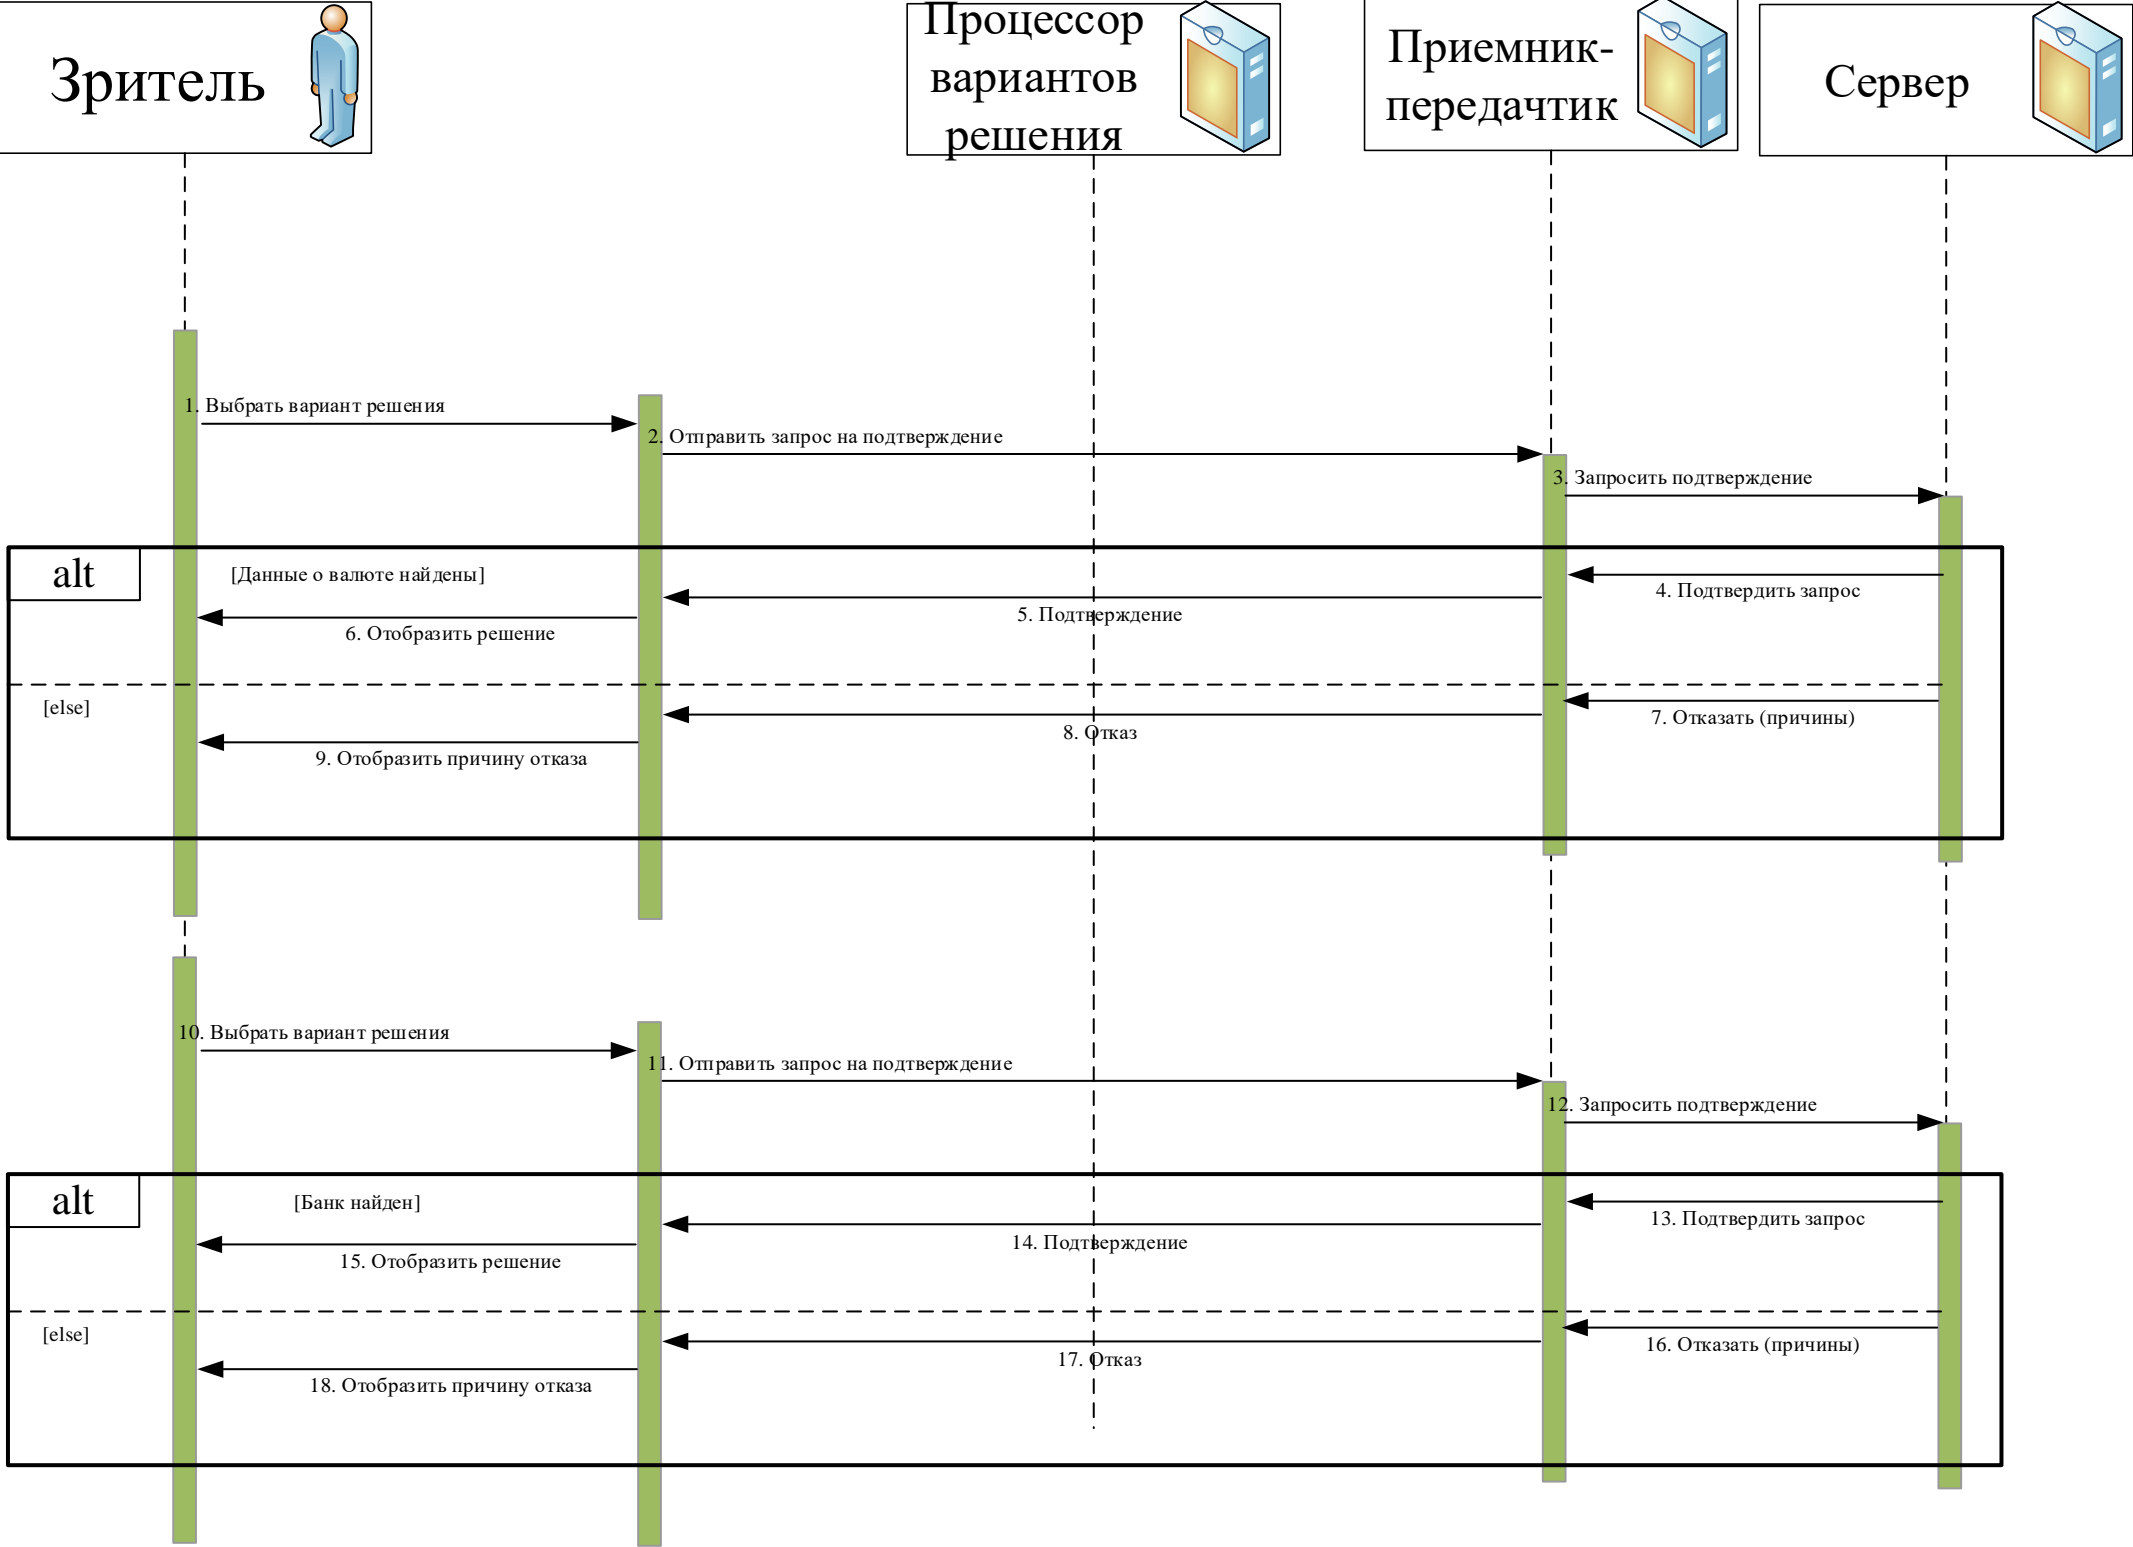 Зритель
Процессор
вариантов
решения
Приемник-
передачтик
Сервер
1. Выбрать вариант решения
2. Отправить запрос на подтверждение
3. Запросить подтверждение
alt
[Данные о валюте найдены]
4. Подтвердить запрос
5. Подтверждение
6. Отобразить решение
[else]
7. Отказать (причины)
8. Отказ
9. Отобразить причину отказа
10. Выбрать вариант решения
11. Отправить запрос на подтверждение
12. Запросить подтверждение
alt
[Банк найден]
13. Подтвердить запрос
14. Подтверждение
15. Отобразить решение
[else]
16. Отказать (причины)
17. Отказ
18. Отобразить причину отказа